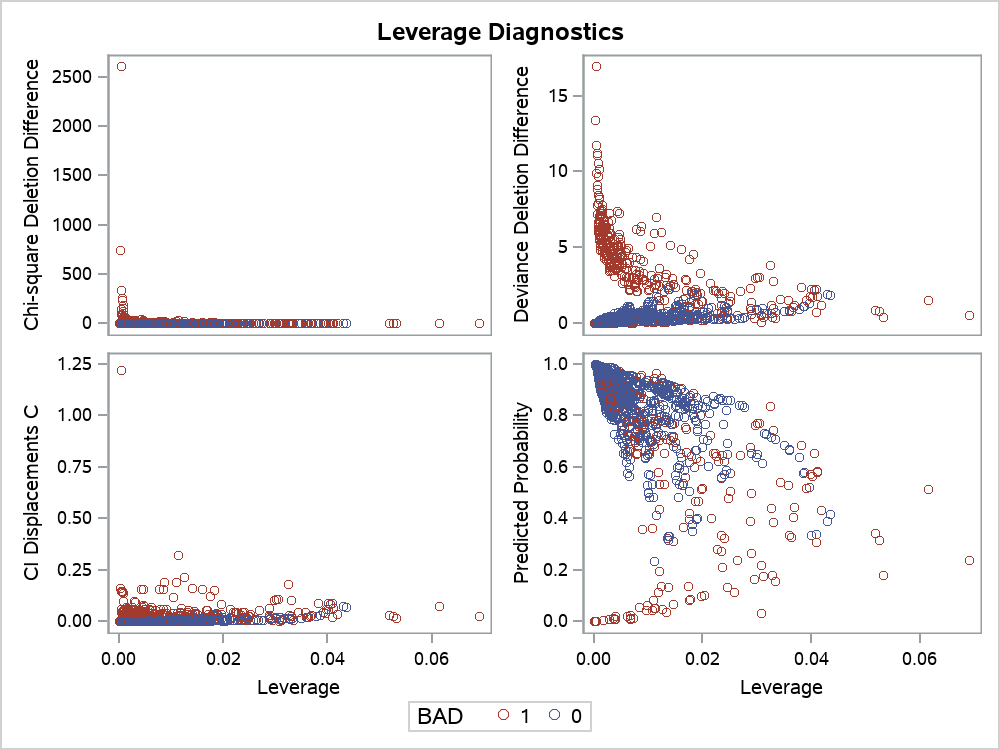 Leverage Diagnostics
Chi-square Deletion Difference
2500
2000
1500
1000
500
0
Deviance Deletion Difference
15
10
5
0
CI Displacements C
1.25
1.00
0.75
0.50
0.25
0.00
0.00 0.02 0.04 0.06
Leverage
Predicted Probability
1.0
0.8
0.6
0.4
0.2
0.0
0.00 0.02 0.04 0.06
Leverage
BAD 1 0